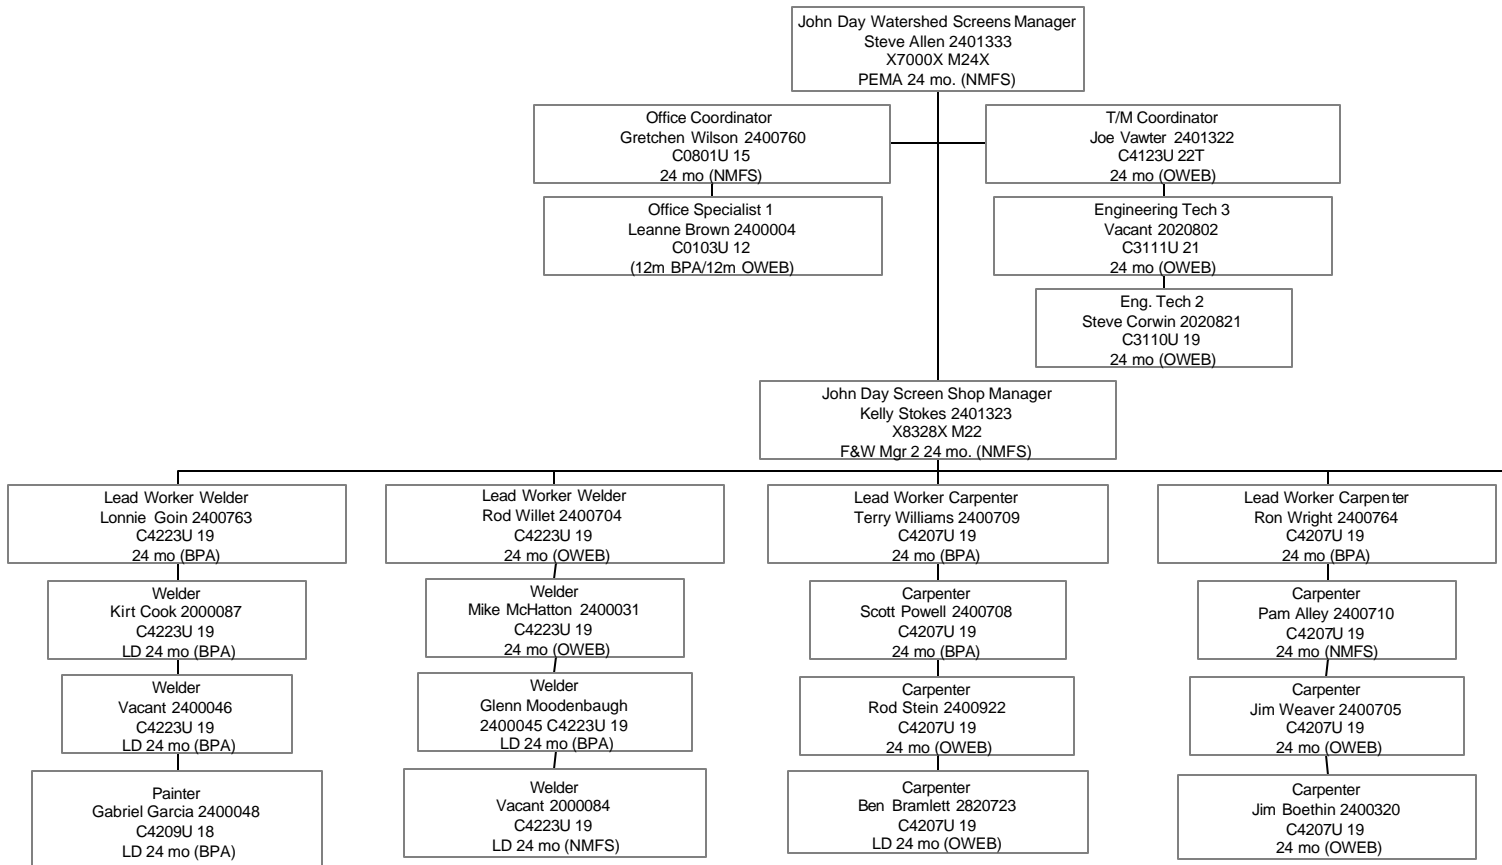 John Day Watershed Screens Manager
Steve Allen 2401333
X7000X M24X
PEMA 24 mo. (NMFS)
Office Coordinator
Gretchen Wilson 2400760
C0801U 15
24 mo (NMFS)
T/M Coordinator
Joe Vawter 2401322
C4123U 22T
24 mo (OWEB)
Office Specialist 1
Leanne Brown 2400004
C0103U 12
(12m BPA/12m OWEB)
Engineering Tech 3
Vacant 2020802
C3111U 21
24 mo (OWEB)
Eng. Tech 2
Steve Corwin 2020821
C3110U 19
24 mo (OWEB)
John Day Screen Shop Manager
Kelly Stokes 2401323
X8328X M22
F&W Mgr 2 24 mo. (NMFS)
Lead Worker Welder
Lonnie Goin 2400763
C4223U 19
24 mo (BPA)
Lead Worker Welder
Rod Willet 2400704
C4223U 19
24 mo (OWEB)
Lead Worker Carpenter
Terry Williams 2400709
C4207U 19
24 mo (BPA)
Lead Worker Carpenter
Ron Wright 2400764
C4207U 19
24 mo (BPA)
Welder
Kirt Cook 2000087
C4223U 19
LD 24 mo (BPA)
Welder
Mike McHatton 2400031
C4223U 19
24 mo (OWEB)
Carpenter
Scott Powell 2400708
C4207U 19
24 mo (BPA)
Carpenter
Pam Alley 2400710
C4207U 19
24 mo (NMFS)
Welder
Vacant 2400046
C4223U 19
LD 24 mo (BPA)
Welder
Glenn Moodenbaugh
2400045 C4223U 19
LD 24 mo (BPA)
Carpenter
Rod Stein 2400922
C4207U 19
24 mo (OWEB)
Carpenter
Jim Weaver 2400705
C4207U 19
24 mo (OWEB)
Painter
Gabriel Garcia 2400048
C4209U 18
LD 24 mo (BPA)
Welder
Vacant 2000084
C4223U 19
LD 24 mo (NMFS)
Carpenter
Ben Bramlett 2820723
C4207U 19
LD 24 mo (OWEB)
Carpenter
Jim Boethin 2400320
C4207U 19
24 mo (OWEB)